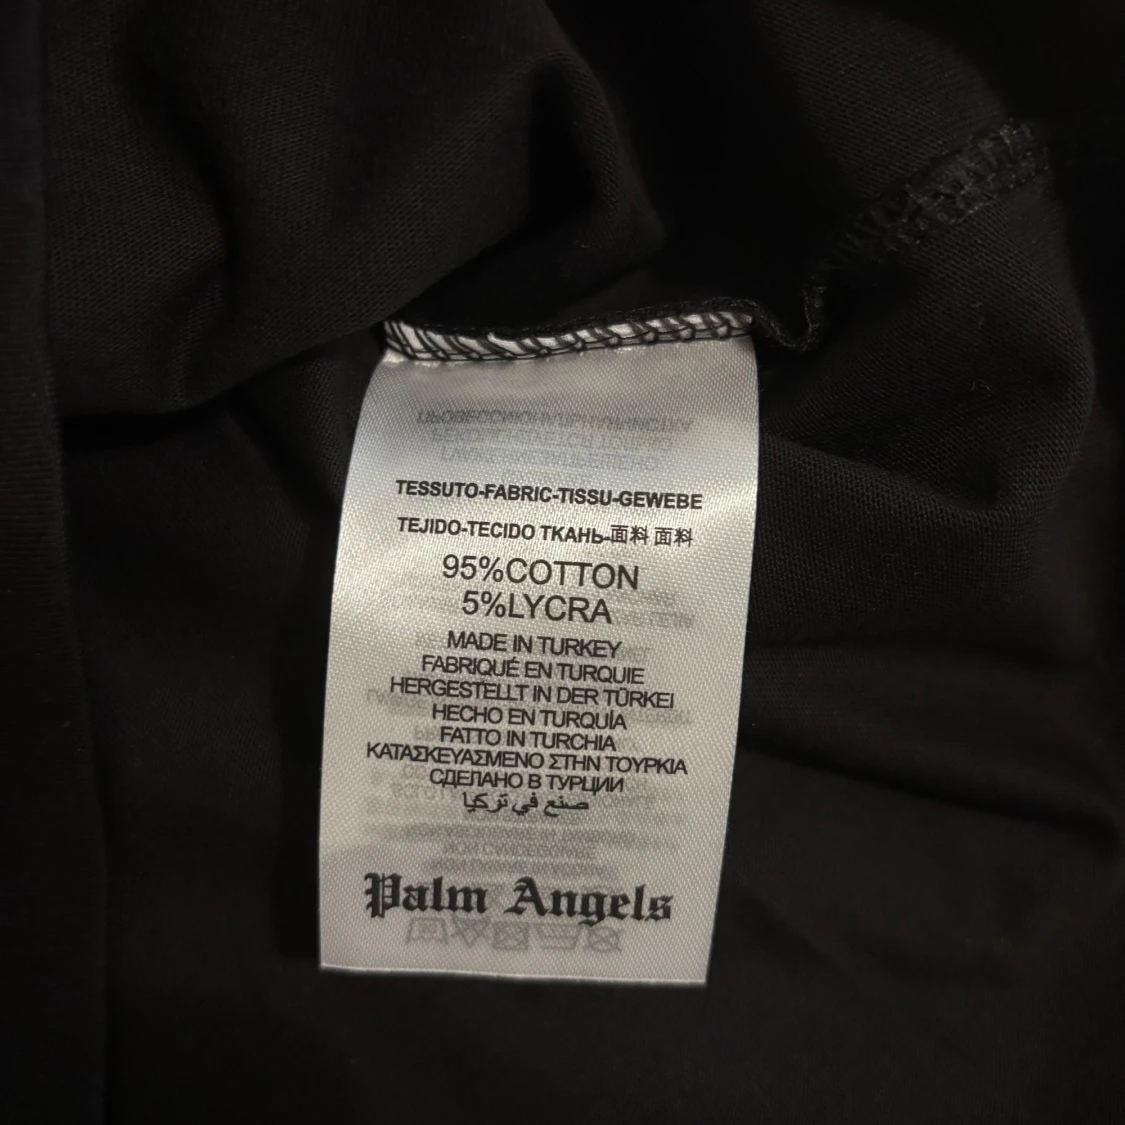 TESSUTO-FABRIC-TISSU-GEWEBE
TEJIDO-TECIDO ТКАНЬ-面料 面料
95%COTTON
5%LYCRA
MADE IN TURKEY
FABRIQUÉ EN TURQUIE
HERGESTELLT IN DER TÜRKEI
HECHO EN TURQUÍA
FATTO IN TURCHIA
ΚΑΤΑΣΚΕΥΑΣΜΕΝΟ ΣΤΗΝ ΤΟΥΡΚΙΑ
СДЕЛАНО В ТУРЦИИ
صنع في تركيا
Palm Angels